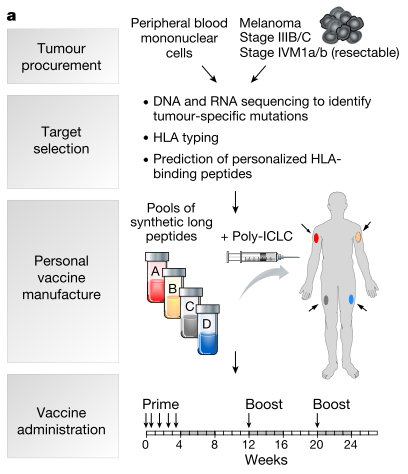 a
Tumour
procurement
Peripheral blood
mononuclear
cells
Melanoma
Stage IIIB/C
Stage IVM1a/b (resectable)
Target
selection
• DNA and RNA sequencing to identify
tumour-specific mutations
• HLA typing
• Prediction of personalized HLA-
binding peptides
Personal
vaccine
manufacture
Pools of
synthetic long
peptides
+ Poly-ICLC
A
B
C
D
Vaccine
administration
Prime
Boost
Boost
0 4 8 12 16 20 24
Weeks